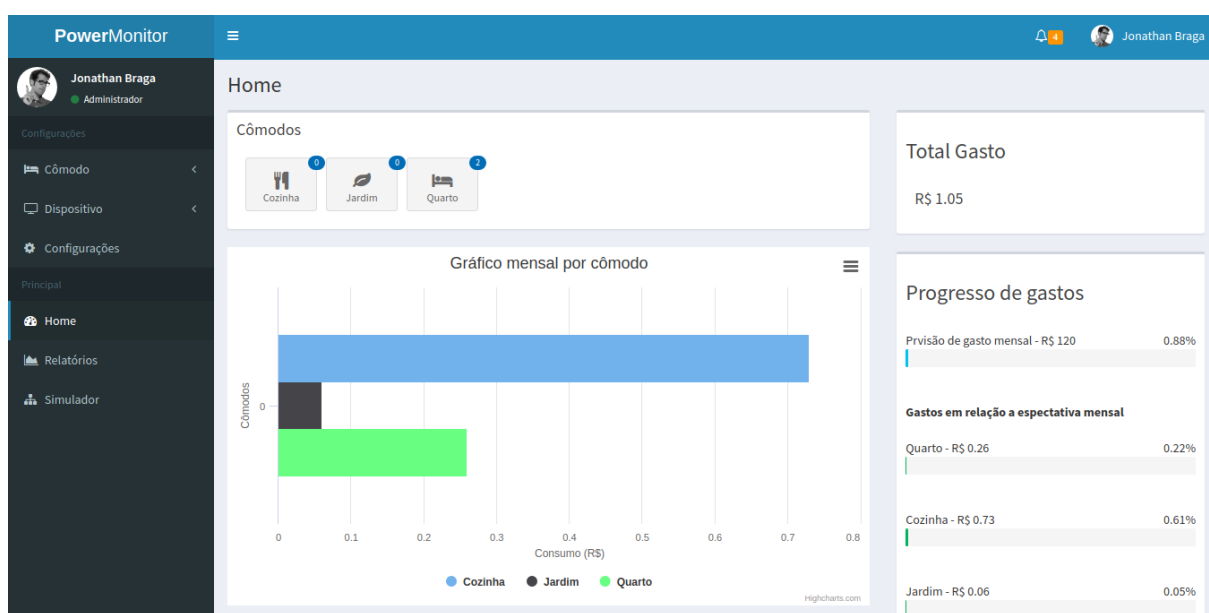 PowerMonitor
4
Jonathan Braga
Jonathan Braga
Administrador
Configurações
Cômodo
Dispositivo
Configurações
Principal
Home
Relatórios
Simulador
Home
Cômodos
0
Cozinha
0
Jardim
2
Quarto
Gráfico mensal por cômodo
Cômodos
0
0 0.1 0.2 0.3 0.4 0.5 0.6 0.7 0.8
Consumo (R$)
Cozinha Jardim Quarto
Highcharts.com
Total Gasto
R$ 1.05
Progresso de gastos
Prvisão de gasto mensal - R$ 120 0.88%
Gastos em relação a espectativa mensal
Quarto - R$ 0.26 0.22%
Cozinha - R$ 0.73 0.61%
Jardim - R$ 0.06 0.05%